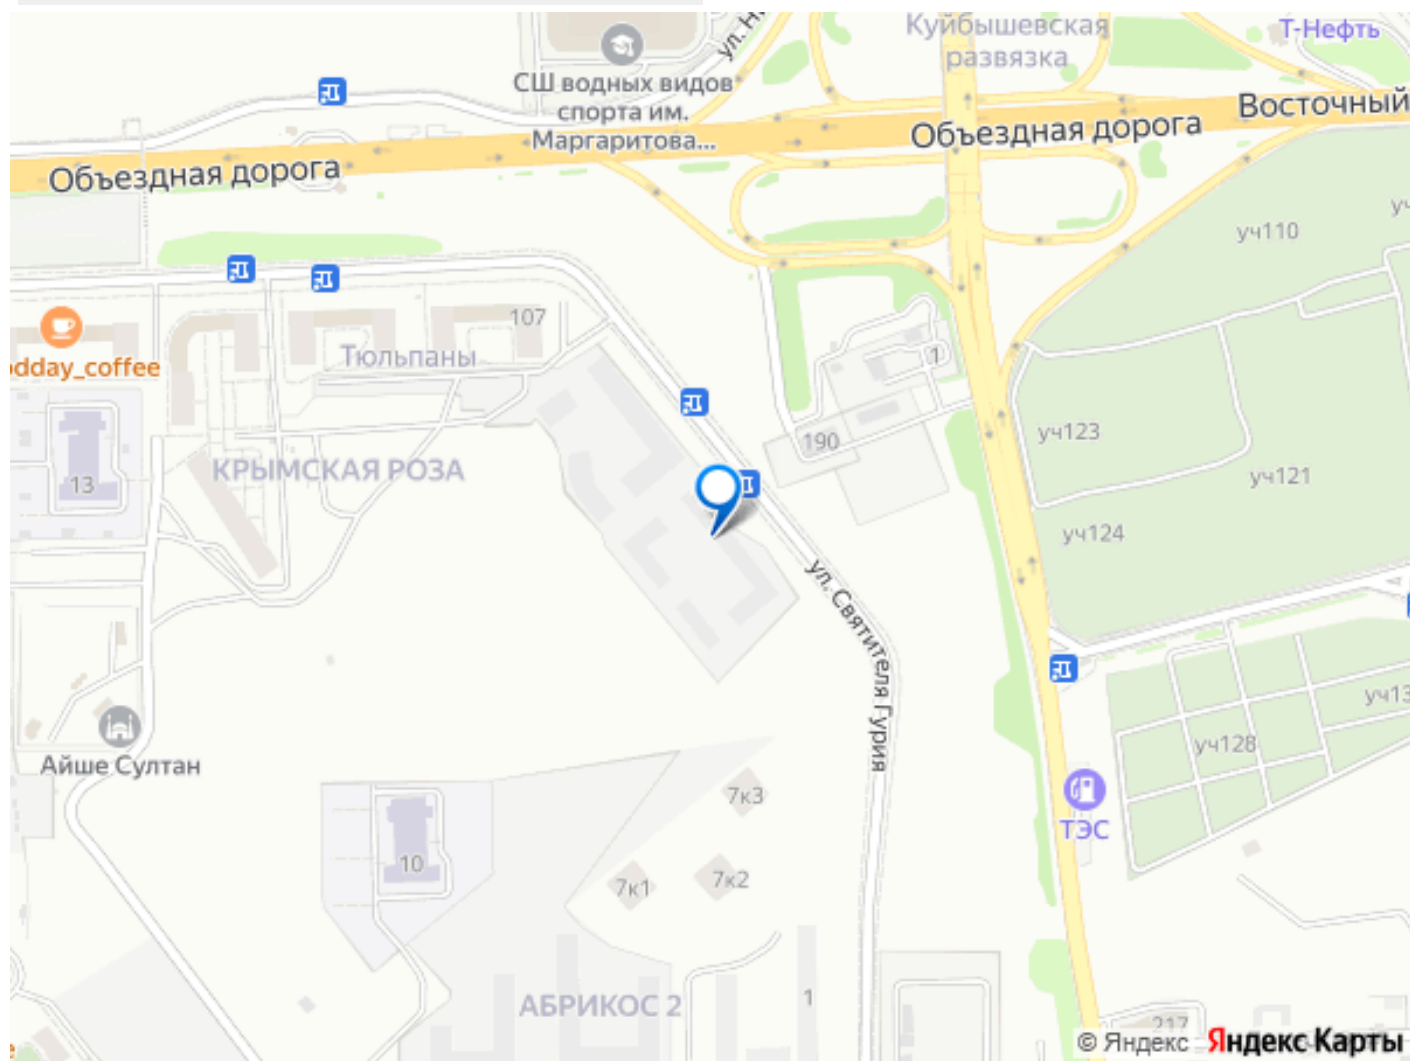 Куйбышевская
развязка
Т-Нефть
СШ водных видов
спорта им.
Маргаритова...
Восточный
Объездная дорога
Объездная дорога
уч110
107
Тюльпаны
1
190
уч123
КРЫМСКАЯ РОЗА
13
уч121
уч124
ул. Святителя Гурия
Айше Султан
уч128
7к3
ТЭС
10
7к1
7к2
АБРИКОС 2
1
217
© Яндекс Яндекс Карты